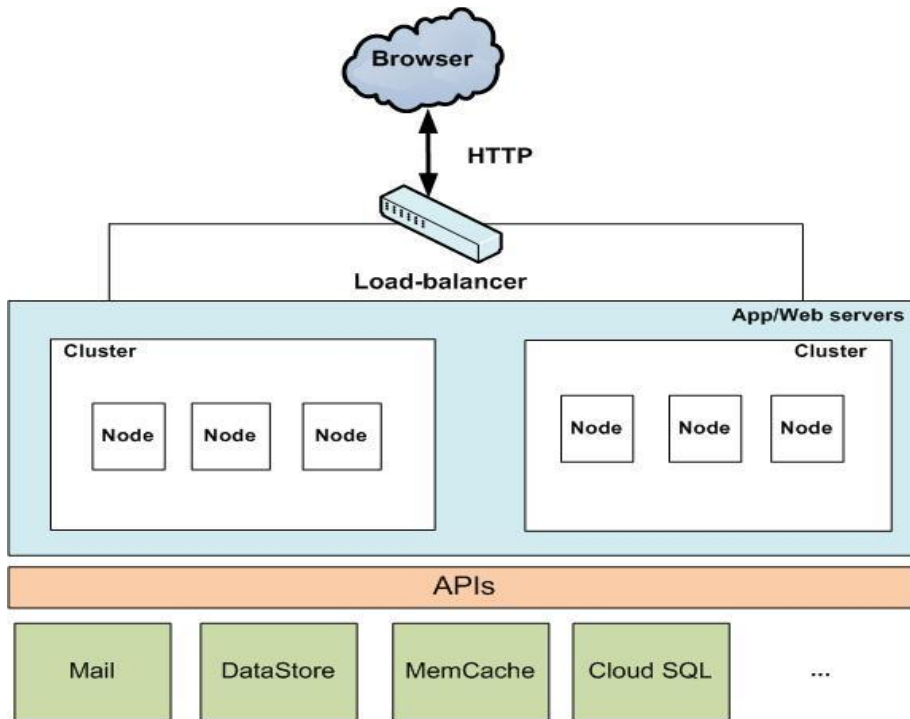 Browser
HTTP
Load-balancer
App/Web servers
Cluster
Cluster
Node Node Node
Node Node Node
APIs
Mail DataStore MemCache Cloud SQL ...